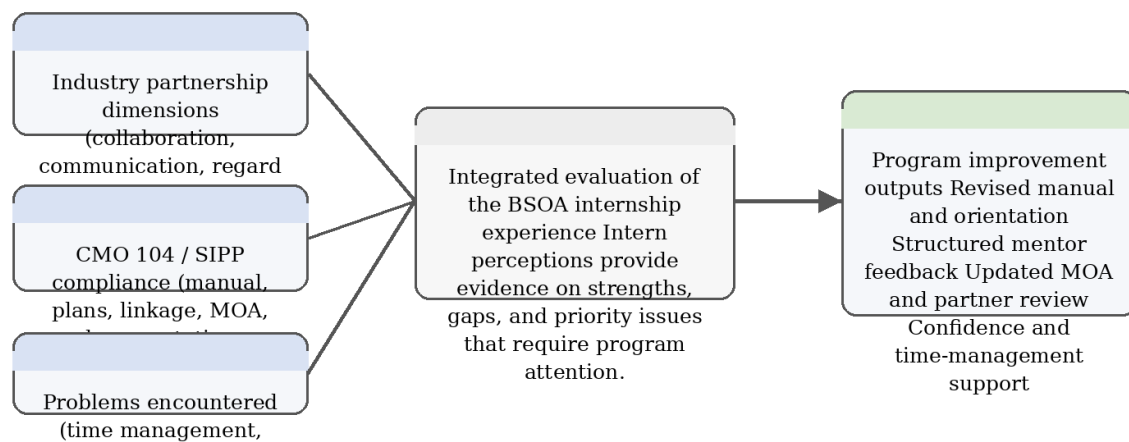 Industry partnership
dimensions
(collaboration,
communication, regard
CMO 104 / SIPP
compliance (manual,
plans, linkage, MOA,
Problems encountered
(time management,
Integrated evaluation of
the BSOA internship
experience Intern
perceptions provide
evidence on strengths,
gaps, and priority issues
that require program
attention.
Program improvement
outputs Revised manual
and orientation
Structured mentor
feedback Updated MOA
and partner review
Confidence and
time-management
support